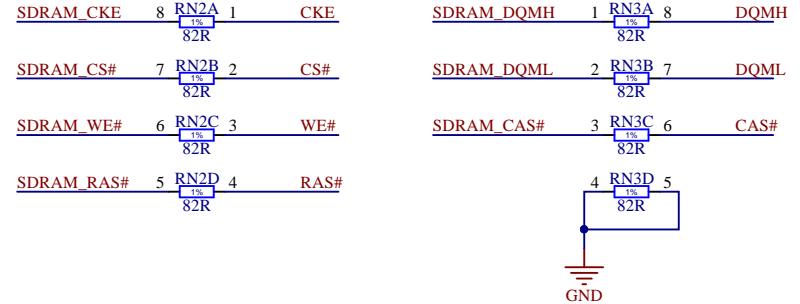 SDRAM_CKE 8 RN2A 1 CKE
1%
82R
SDRAM_CS# 7 RN2B 2 CS#
1%
82R
SDRAM_WE# 6 RN2C 3 WE#
1%
82R
SDRAM_RAS# 5 RN2D 4 RAS#
1%
82R
SDRAM_DQMH 1 RN3A 8 DQMH
1%
82R
SDRAM_DQML 2 RN3B 7 DQML
1%
82R
SDRAM_CAS# 3 RN3C 6 CAS#
1%
82R
4 RN3D 5
1%
82R
GND